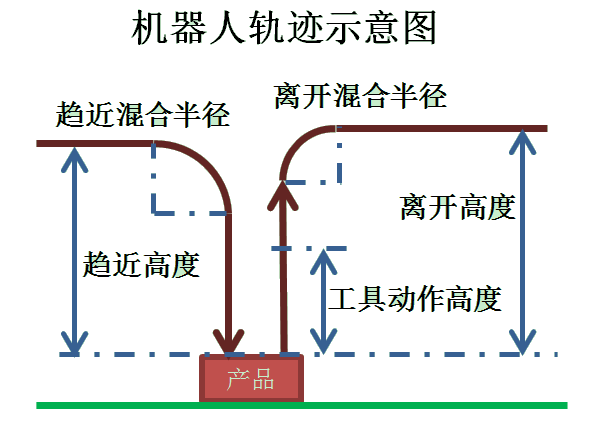 机器人轨迹示意图
离开混合半径
趋近混合半径
离开高度
趋近高度
工具动作高度
产品